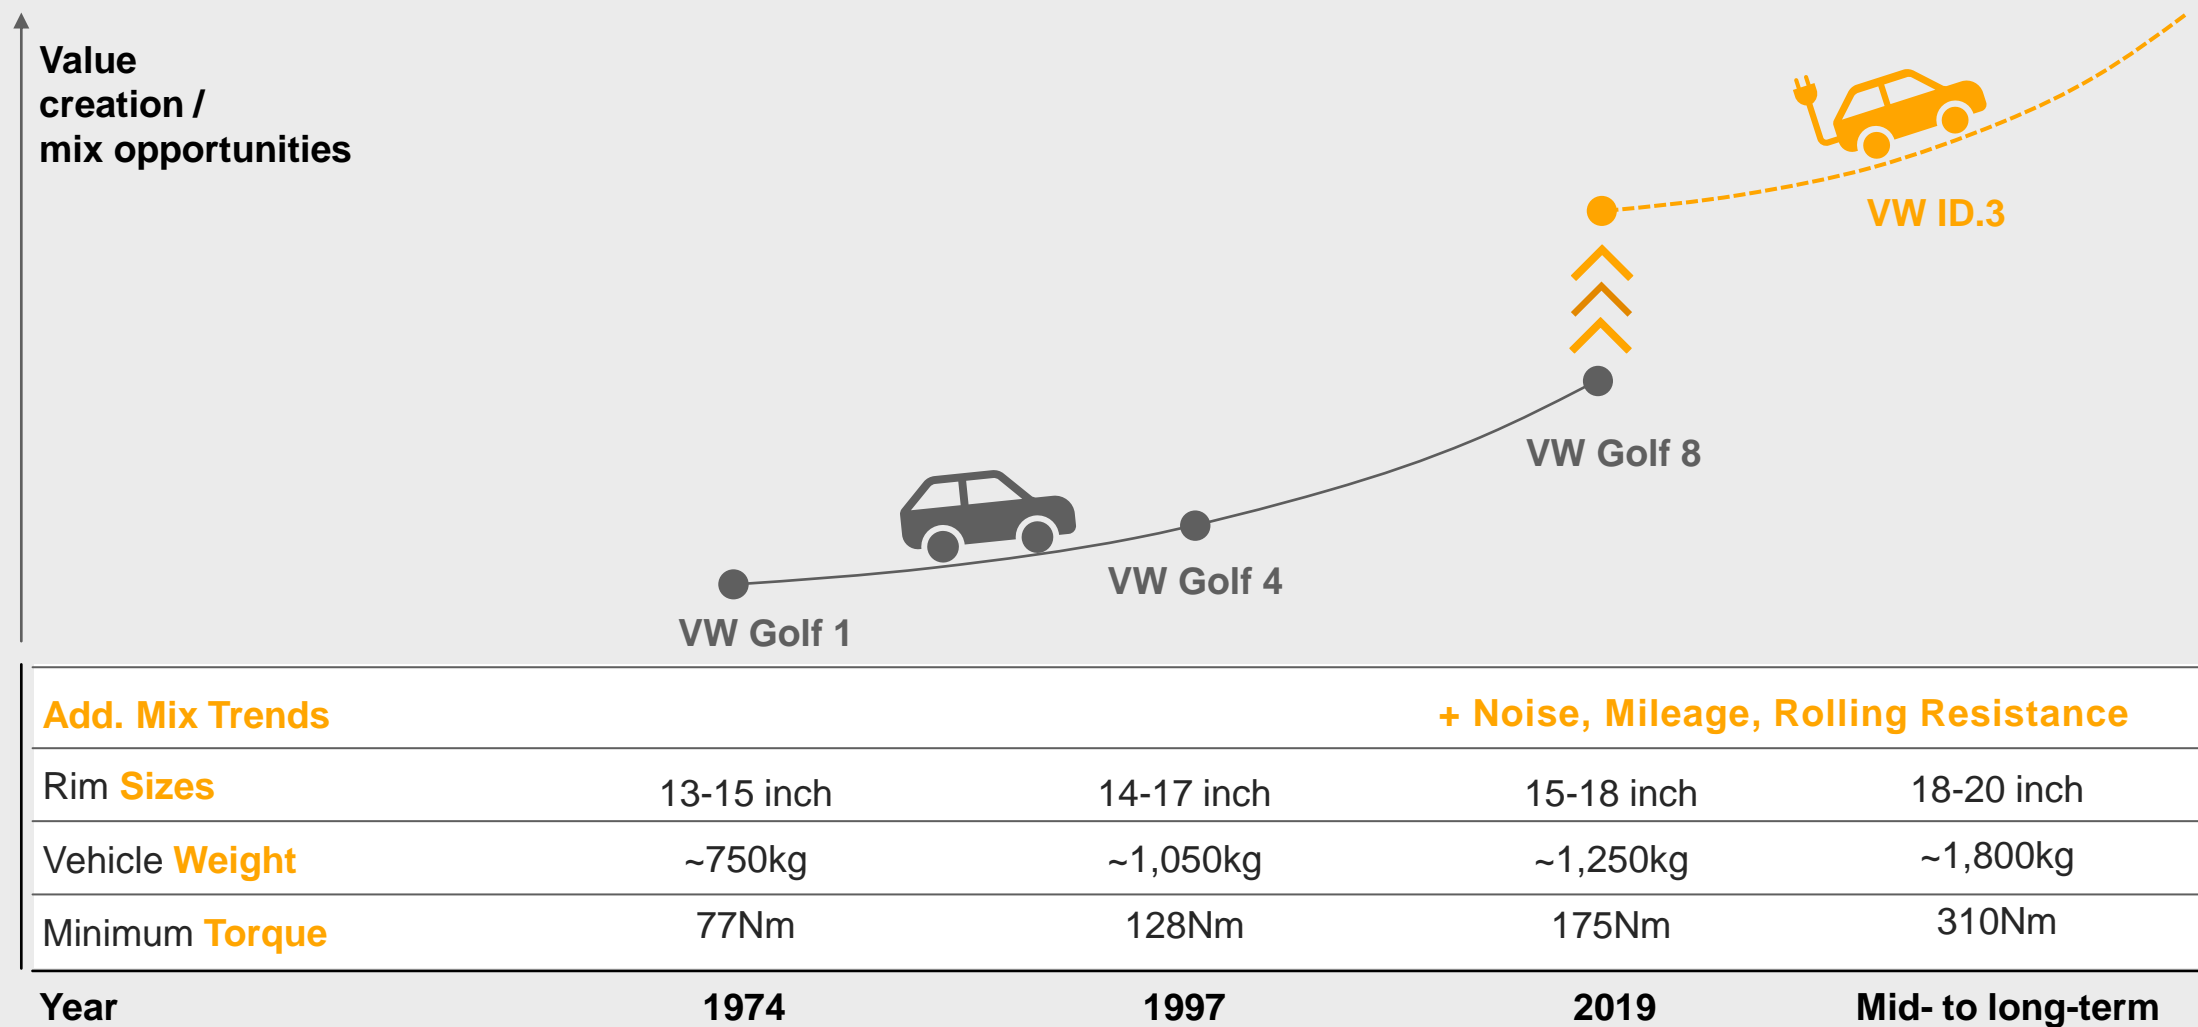 Value
creation /
mix opportunities
VW ID.3
VW Golf 8
VW Golf 4
VW Golf 1
Add. Mix Trends + Noise, Mileage, Rolling Resistance
Rim Sizes 13-15 inch 14-17 inch 15-18 inch 18-20 inch
Vehicle Weight ~750kg ~1,050kg ~1,250kg ~1,800kg
Minimum Torque 77Nm 128Nm 175Nm 310Nm
Year 1974 1997 2019 Mid- to long-term